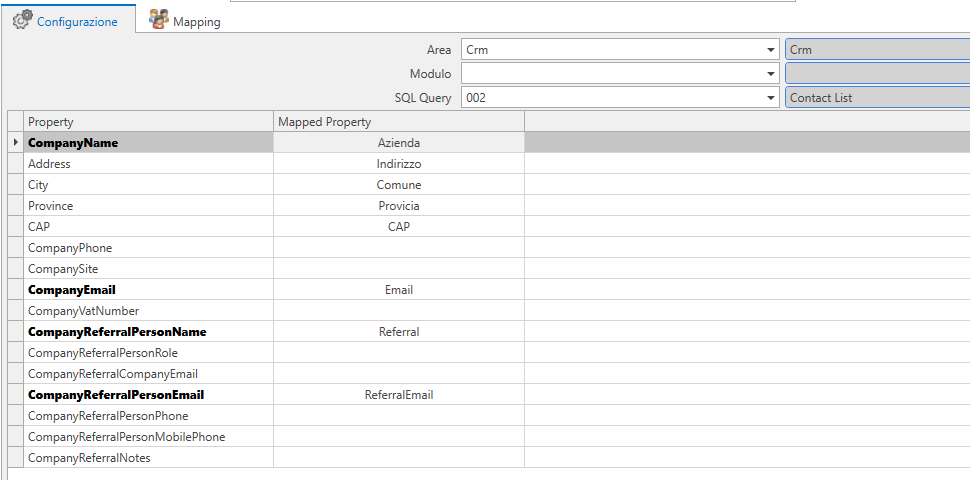 Configurazione Mapping
Area Crm Crm
Modulo
SQL Query 002 Contact List
Property Mapped Property
CompanyName Azienda
Address Indirizzo
City Comune
Province Provicia
CAP CAP
CompanyPhone
CompanySite
CompanyEmail Email
CompanyVatNumber
CompanyReferralPersonName Referral
CompanyReferralPersonRole
CompanyReferralCompanyEmail
CompanyReferralPersonEmail ReferralEmail
CompanyReferralPersonPhone
CompanyReferralPersonMobilePhone
CompanyReferralNotes